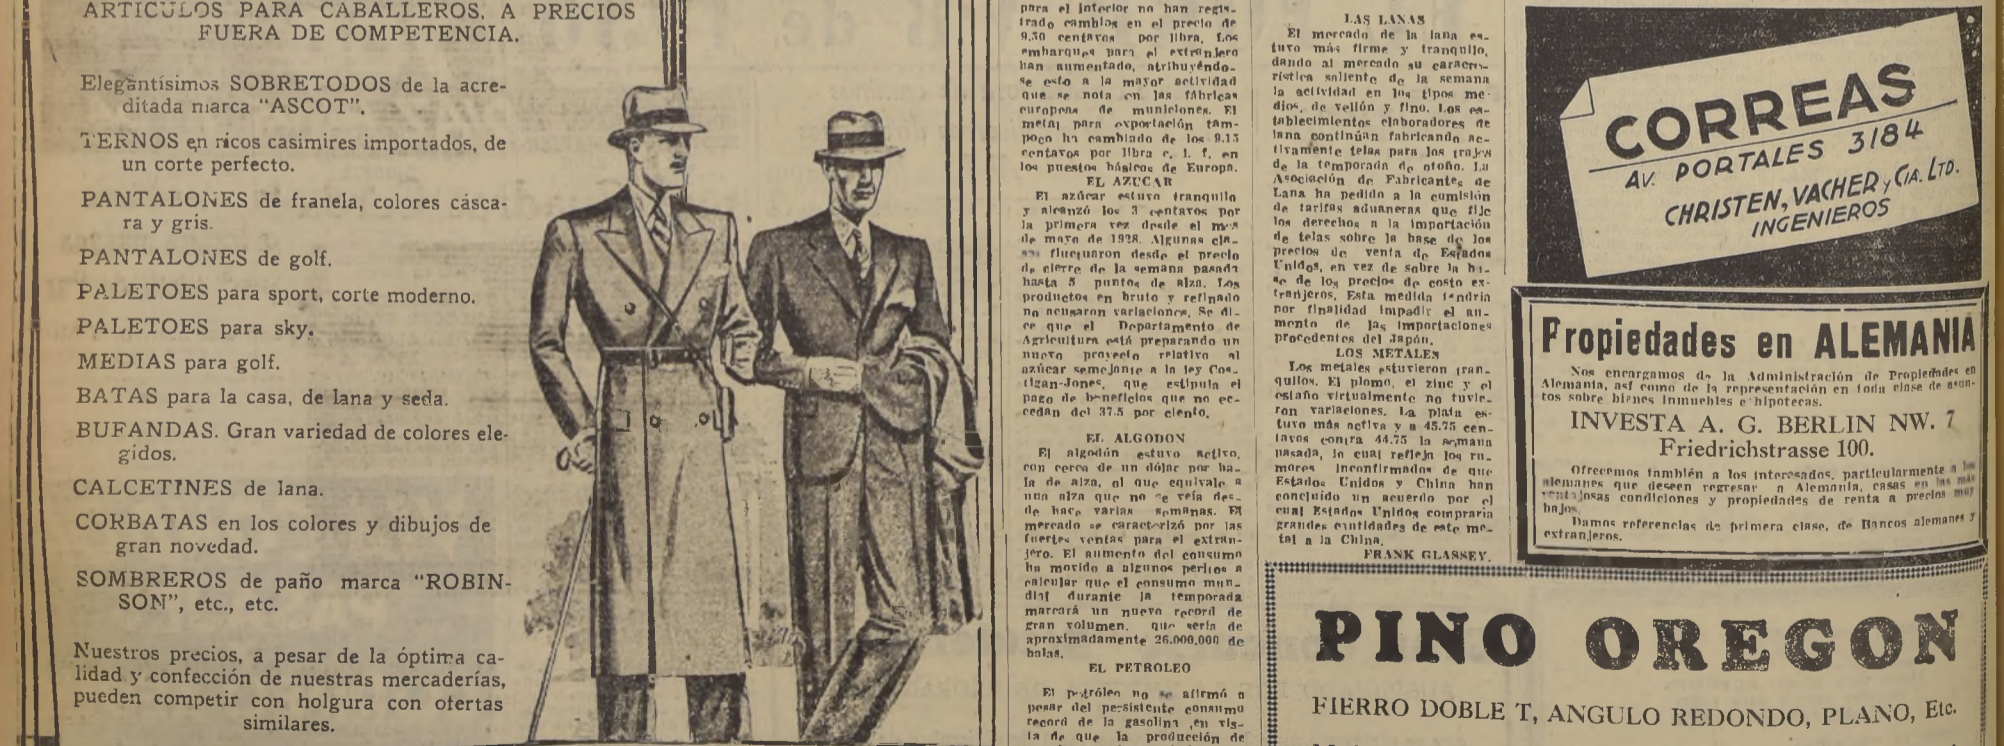 ARTICULOS PARA CABALLEROS, A PRECIOS
FUERA DE COMPETENCIA.
Elegantísimos SOBRETODOS de la acre-
ditada marca "ASCOT".
TERNOS en ricos casimires importados, de
un corte perfecto.
PANTALONES de franela, colores cásca-
ra y gris.
PANTALONES de golf.
PALETOES para sport, corte moderno.
PALETOES para sky.
MEDIAS para golf.
BATAS para la casa, de lana y seda.
BUFANDAS. Gran variedad de colores ele-
gidos.
CALCETINES de lana.
CORBATAS en los colores y dibujos de
gran novedad.
SOMBREROS de paño marca "ROBIN-
SON", etc., etc.
Nuestros precios, a pesar de la óptima ca-
lidad y confección de nuestras mercaderías,
pueden competir con holgura con ofertas
similares.
para el interior no han regis-
trado cambios en el precio de
9.30 centavos por libra. Los
embarques para el extranjero
han aumentado, atribuyéndo-
se esto a la mayor actividad
que se nota en las fábricas
europeas de municiones. El
metal para exportación tam-
poco ha cambiado de los 9.15
centavos por libra c. i. f. en
los puestos básicos de Europa.
EL AZUCAR
El azúcar estuvo tranquilo
y alcanzó los 3 centavos por
la primera vez desde el mes
de mayo de 1928. Algunas cla-
fluctuaron desde el precio
de cierre de la semana pasada
hasta 5 puntos de alza. Los
productos en bruto y refinado
no acusaron variaciones. Se di-
ce que el Departamento de
Agricultura está preparando un
nuevo proyecto relativo al
azúcar semejante a la ley Cos-
tigan-Jones, que estipula el
pago de beneficios que no ex-
cedan del 37.5 por ciento.
EL ALGODON
El algodón estuvo activo,
con cerca de un dólar por ba-
la de alza, el que equivale a
una alza que no se veía des-
de hace varias semanas. El
mercado se caracterizó por las
fuertes ventas para el extran-
jero. El aumento del consumo
ha movido a algunos peritos a
calcular que el consumo mun-
dial durante la temporada
marcará un nuevo record de
gran volumen, que sería de
aproximadamente 26.000.000 de
balas.
EL PETROLEO
El petróleo no se afirmó a
pesar del persistente consumo
record de la gasolina, en vis-
ta de que la producción de
LAS LANAS
El mercado de la lana es-
tuvo más firme y tranquilo,
dando al mercado su caracte-
rística saliente de la semana
la actividad en los tipos me-
dios, de vellón y fino. Los es-
tablecimientos elaboradores de
lana continúan fabricando ac-
tivamente telas para los trajes
de la temporada de otoño. La
Asociación de Fabricantes de
Lana ha pedido a la comisión
de tarifas aduaneras que fije
los derechos a la importación
de telas sobre la base de los
precios de venta de Estados
Unidos, en vez de sobre la ba-
se de los precios de costo ex-
tranjeros. Esta medida tendría
por finalidad impadir el au-
mento de las importaciones
procedentes del Japón.
LOS METALES
Los metales estuvieron tran-
quilos. El plomo, el zinc y el
estaño virtualmente no tuvie-
ron variaciones. La plata es-
tuvo más activa y a 45.75 cen-
tavos contra 44.75 la semana
pasada, lo cual refleja los ru-
mores inconfirmados de que
Estados Unidos y China han
concluído un acuerdo por el
cual Estados Unidos compraría
grandes cantidades de este me-
tal a la China.
FRANK GLASSEY.
CORREAS
AV. PORTALES 3184
CHRISTEN, VACHER y CIA. LTD.
INGENIEROS
Propiedades en ALEMANIA
Nos encargamos de la Administración de Propiedades en
Alemania, así como de la representación en toda clase de asun-
tos sobre bienes inmuebles e hipotecas.
INVESTA A. G. BERLIN NW. 7
Friedrichstrasse 100.
Ofrecemos también a los interesados, particularmente a los
alemanes que deseen regresar a Alemania, casas en las más
ventajosas condiciones y propiedades de renta a precios muy
bajos.
Damos referencias de primera clase, de Bancos alemanes y
extranjeros.
PINO OREGON
FIERRO DOBLE T, ANGULO REDONDO, PLANO, Etc.